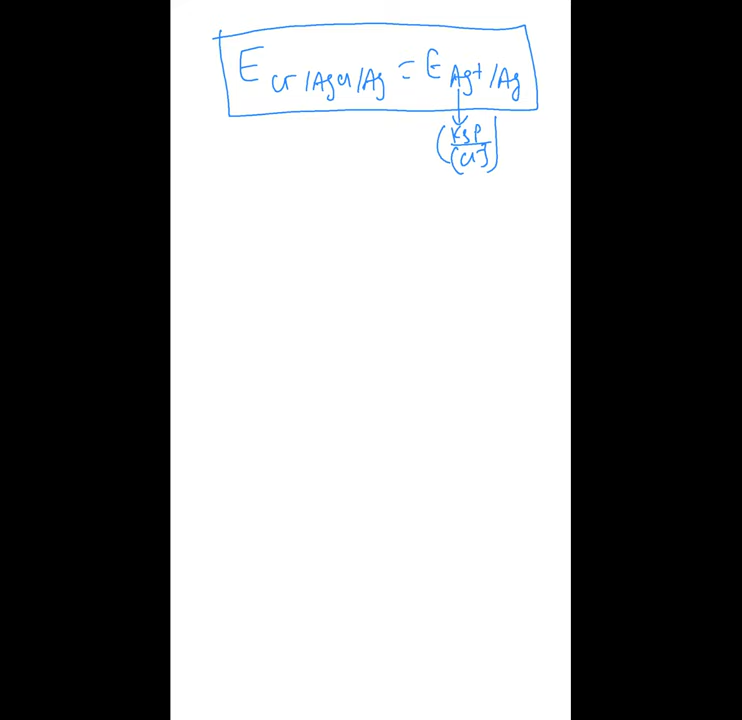 E Cl⁻/AgCl/Ag = E Ag⁺/Ag
(Ksp/[Cl⁻])